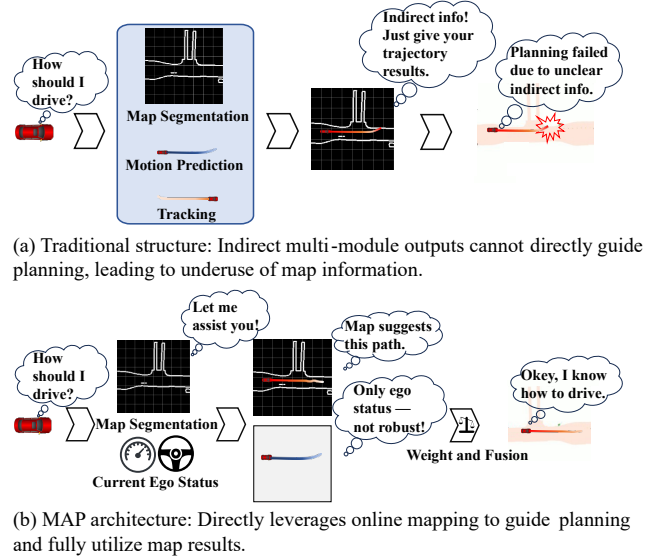 How
should I
drive?
Map Segmentation
Motion Prediction
Tracking
Indirect info!
Just give your
trajectory
results.
Planning failed
due to unclear
indirect info.
(a) Traditional structure: Indirect multi-module outputs cannot directly guide
planning, leading to underuse of map information.
How
should I
drive?
Let me
assist you!
Map Segmentation
Current Ego Status
Map suggests
this path.
Only ego
status —
not robust!
Weight and Fusion
Okey, I know
how to drive.
(b) MAP architecture: Directly leverages online mapping to guide planning
and fully utilize map results.